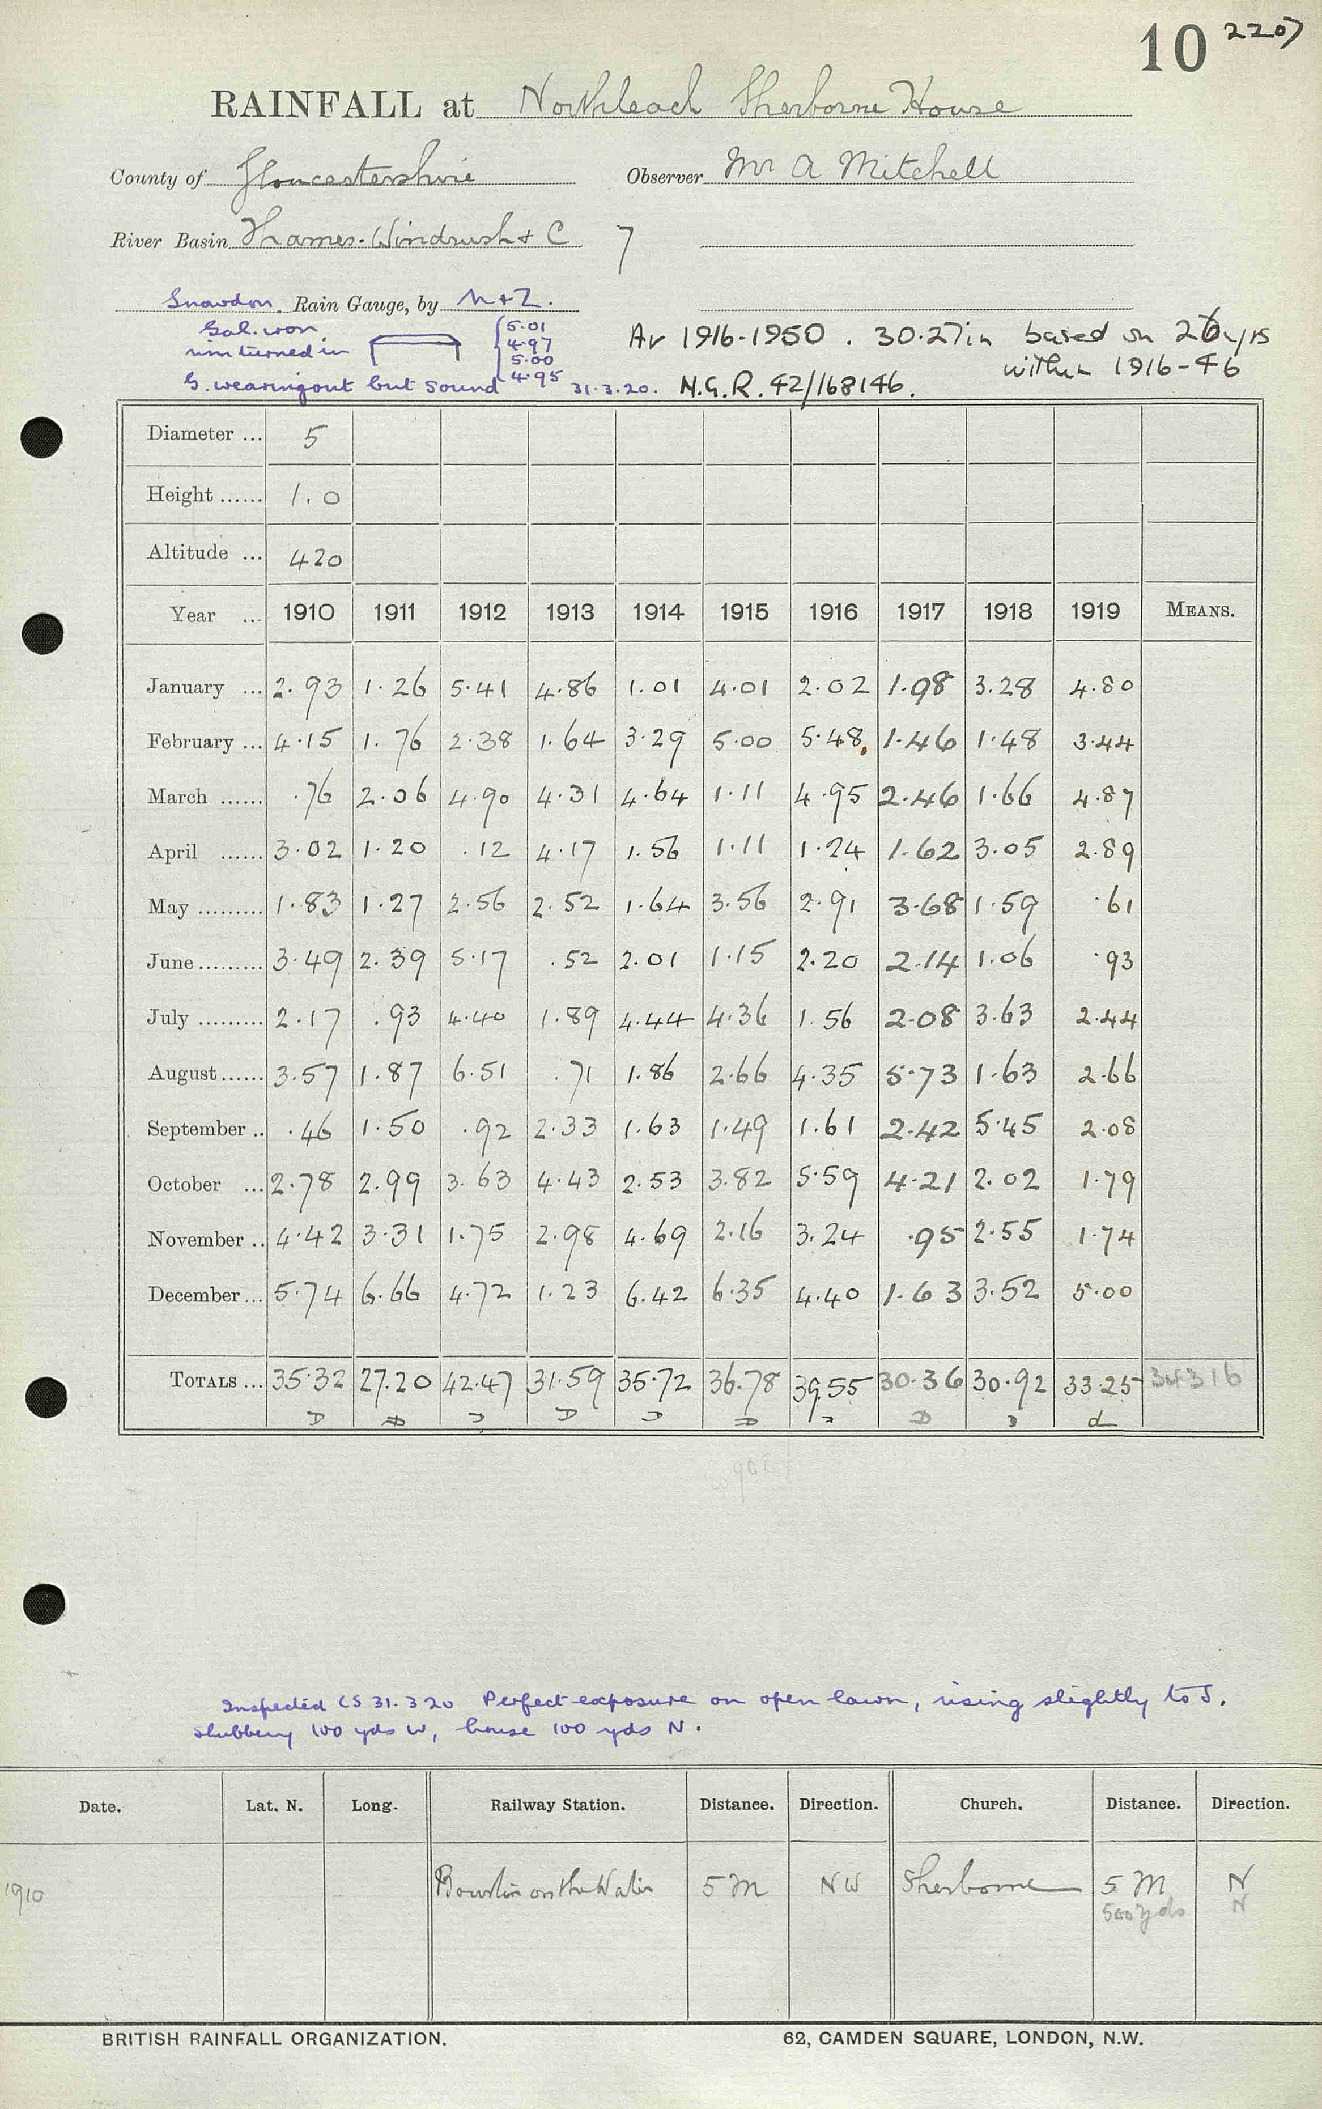 10 2207
RAINFALL at Northleach Sherborne House
County of Gloucestershire Observer Mr A Mitchell
River Basin Thames-Windrush & C 7
Snowdon Rain Gauge, by N+Z.
Gal. iron
rim turned in
{5.01
4.97
5.00
4.95
G. wearing out but sound 31.3.20.
Av 1916-1950 . 30.27in based on 26 yrs
within 1916-46
N.G.R. 42/168146.
Diameter ... 5
Height ...... 1.0
Altitude ... 420
Year ... 1910 1911 1912 1913 1914 1915 1916 1917 1918 1919 MEANS.
January ... 2.93 1.26 5.41 4.86 1.01 4.01 2.02 1.98 3.28 4.80
February ... 4.15 1.76 2.38 1.64 3.29 5.00 5.48 1.46 1.48 3.44
March ...... .76 2.06 4.90 4.31 4.64 1.11 4.95 2.46 1.66 4.87
April ...... 3.02 1.20 .12 4.17 1.56 1.11 1.24 1.62 3.05 2.89
May ......... 1.83 1.27 2.56 2.52 1.64 3.56 2.91 3.68 1.59 .61
June ......... 3.49 2.39 5.17 .52 2.01 1.15 2.20 2.14 1.06 .93
July ......... 2.17 .93 4.40 1.89 4.44 4.36 1.56 2.08 3.63 2.44
August ...... 3.57 1.87 6.51 .71 1.86 2.66 4.35 5.73 1.63 2.66
September .. .46 1.50 .92 2.33 1.63 1.49 1.61 2.42 5.45 2.08
October ... 2.78 2.99 3.63 4.43 2.53 3.82 5.59 4.21 2.02 1.79
November .. 4.42 3.31 1.75 2.98 4.69 2.16 3.24 .95 2.55 1.74
December ... 5.74 6.66 4.72 1.23 6.42 6.35 4.40 1.63 3.52 5.00
TOTALS ... 35.32 27.20 42.47 31.59 35.72 36.78 39.55 30.36 30.92 33.25 34316
Inspected CS 31.3.20 Perfect exposure on open lawn, rising slightly to S.
shubbery 100 yds W, house 100 yds N.
Date. Lat. N. Long. Railway Station. Distance. Direction. Church. Distance. Direction.
1910 Bourton on the Water 5 M NW Sherborne 5 M N
500 yds N
BRITISH RAINFALL ORGANIZATION. 62, CAMDEN SQUARE, LONDON, N.W.